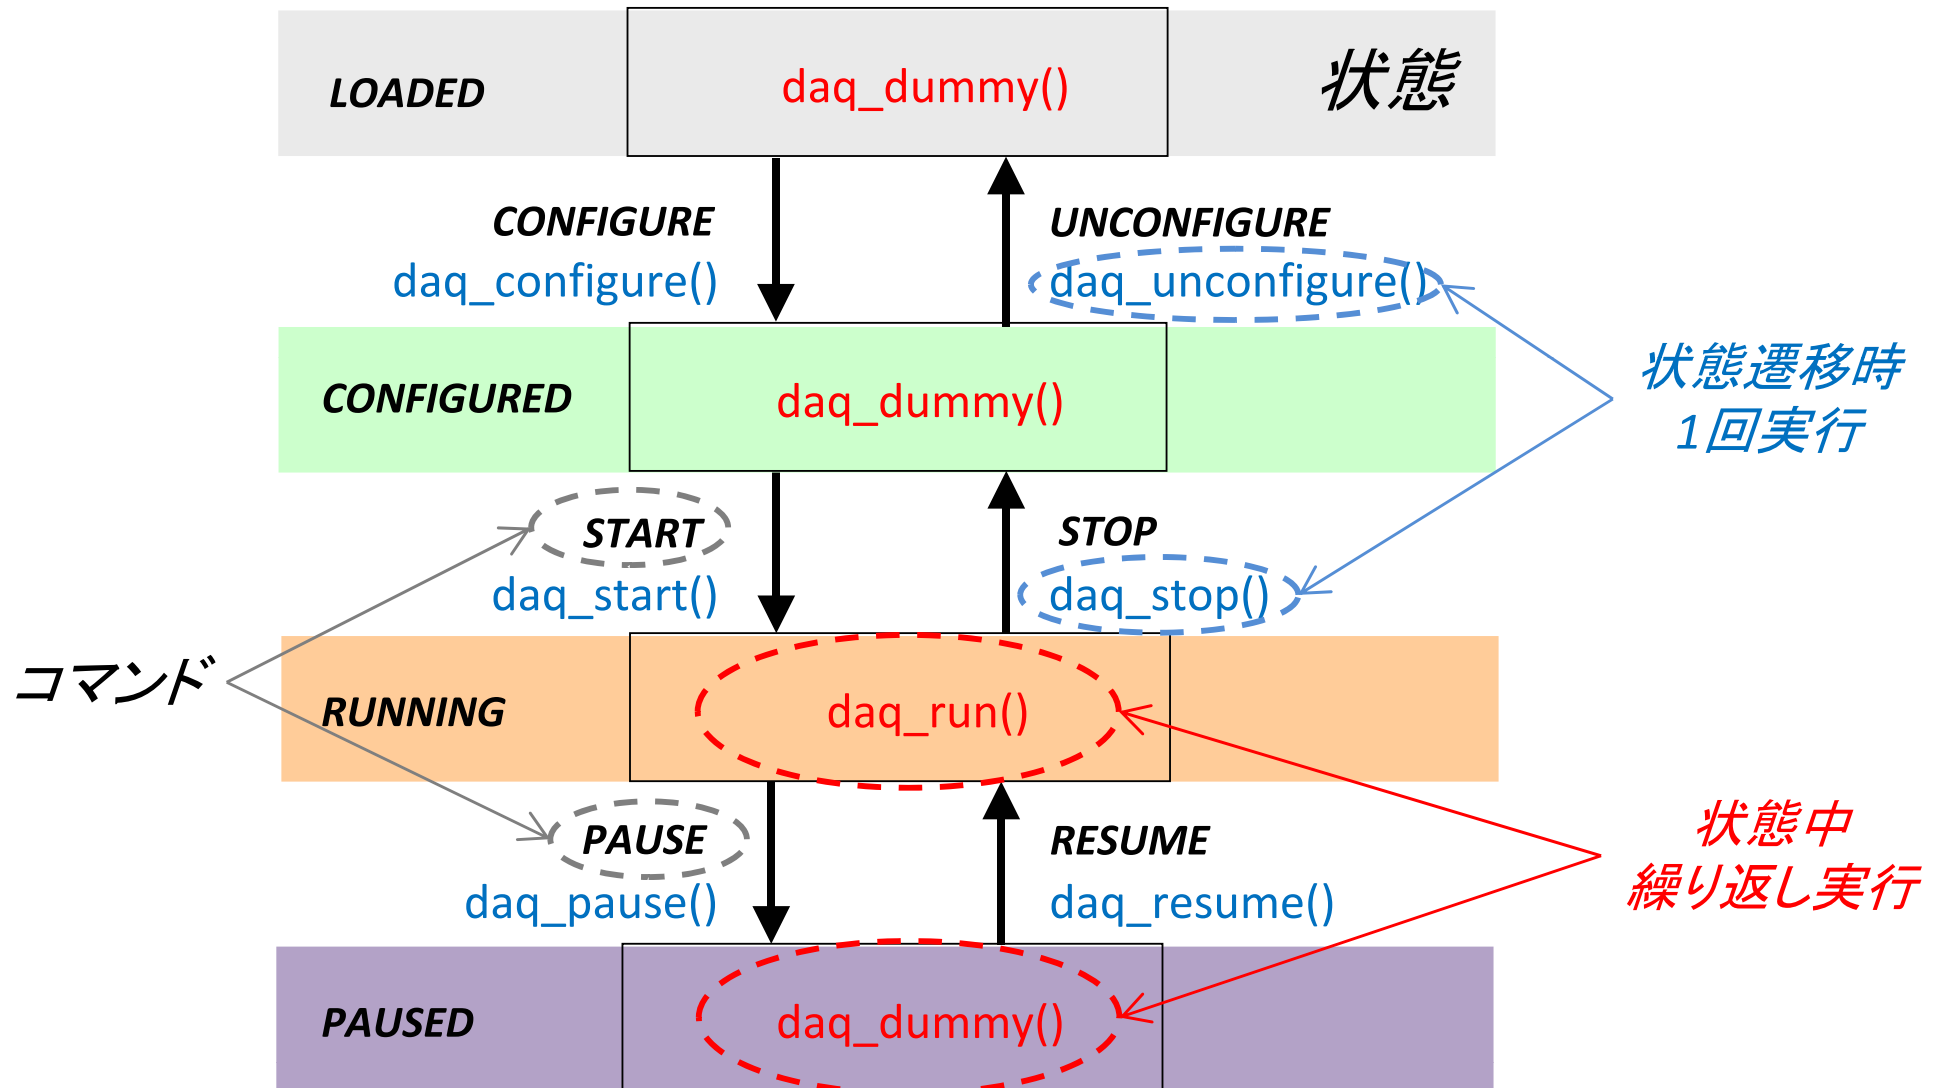 LOADED daq_dummy() 状態
CONFIGURE UNCONFIGURE
daq_configure() daq_unconfigure()
CONFIGURED daq_dummy()
状態遷移時
1回実行
START STOP
daq_start() daq_stop()
コマンド
RUNNING daq_run()
PAUSE RESUME
daq_pause() daq_resume()
状態中
繰り返し実行
PAUSED daq_dummy()